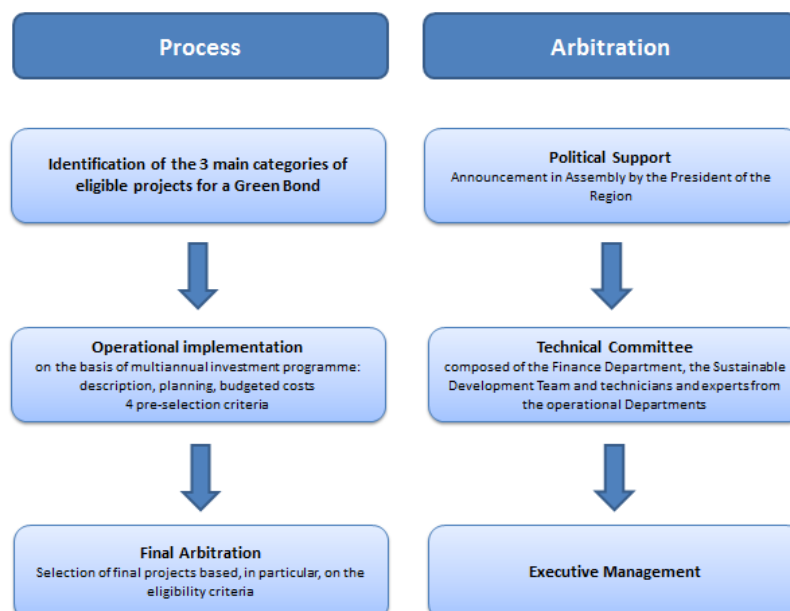 Process
Identification of the 3 main categories of
eligible projects for a Green Bond
Operational implementation
on the basis of multiannual investment programme:
description, planning, budgeted costs
4 pre-selection criteria
Final Arbitration
Selection of final projects based, in particular, on the
eligibility criteria
Arbitration
Political Support
Announcement in Assembly by the President of the
Region
Technical Committee
composed of the Finance Department, the Sustainable
Development Team and technicians and experts from
the operational Departments
Executive Management